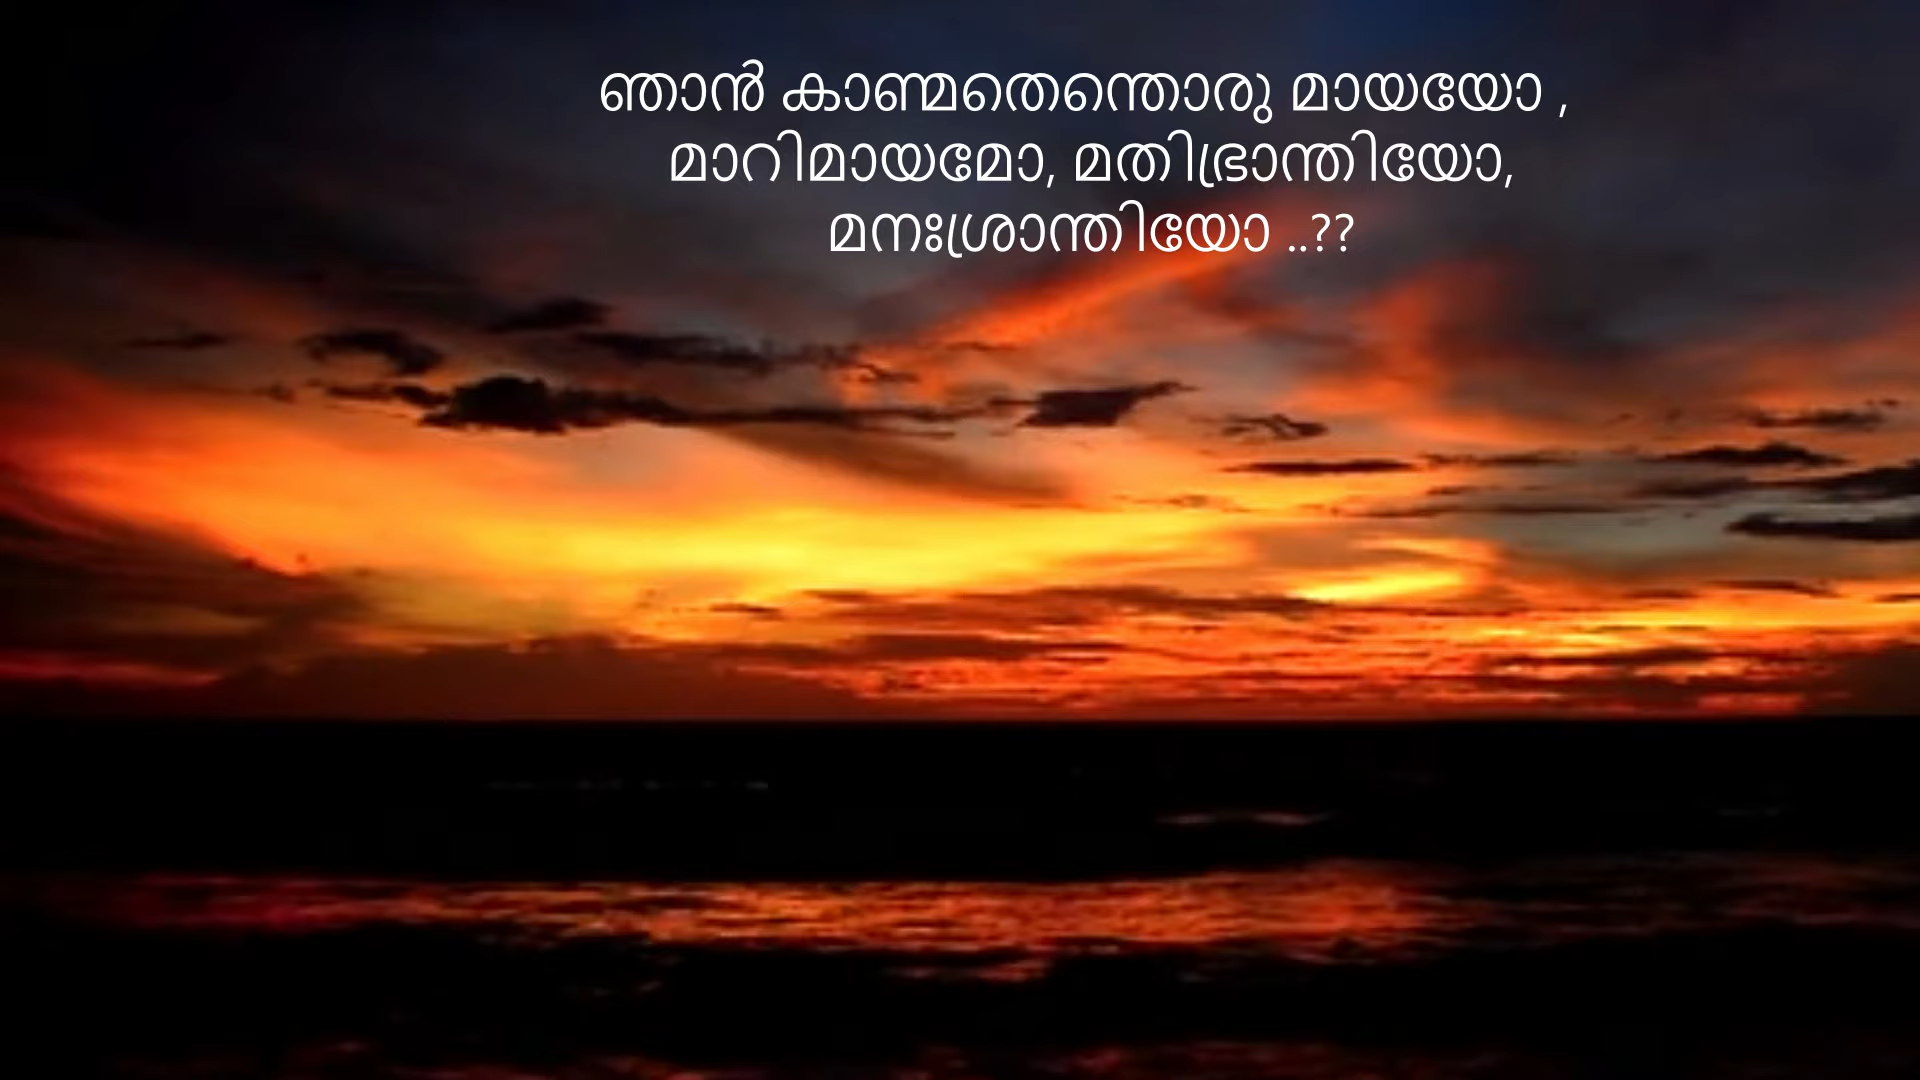 ഞാൻ കാണ്മതെന്തൊരു മായയോ ,
മാറിമായമോ, മതിഭ്രാന്തിയോ,
മനഃശ്രാന്തിയോ ..??